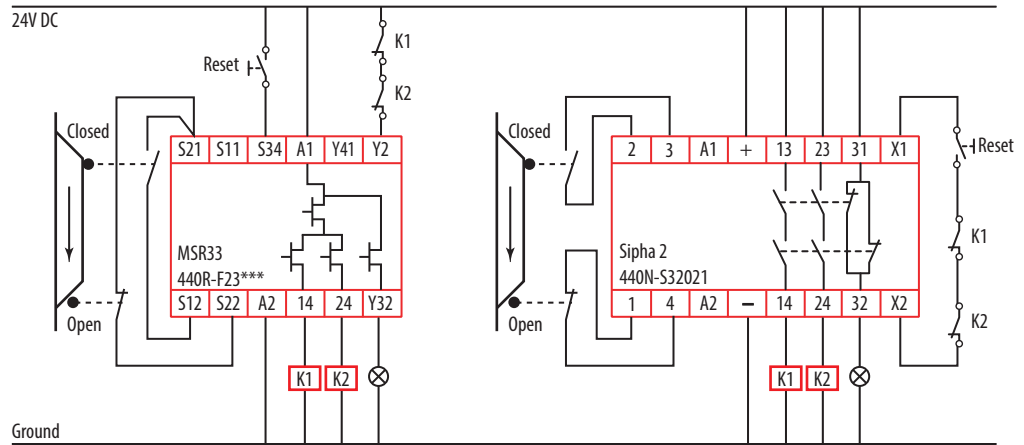 24V DC
Reset
K1
K2
Closed
S21 S11 S34 A1 Y41 Y2
MSR33
440R-F23***
S12 S22 A2 14 24 Y32
Open
K1 K2
Closed
2 3 A1 + 13 23 31 X1
Reset
Sipha 2
440N-S32021
K1
1 4 A2 – 14 24 32 X2
Open
K2
K1 K2
Ground